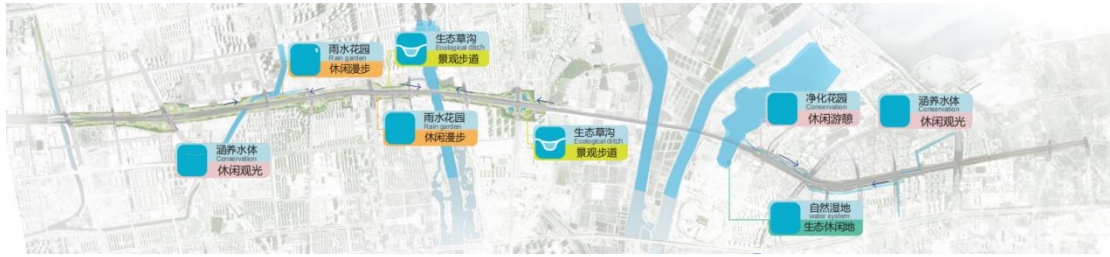 雨水花园
Rain garden
休闲漫步
生态草沟
Ecological ditch
景观步道
涵养水体
Conservation
休闲观光
雨水花园
Rain garden
休闲漫步
生态草沟
Ecological ditch
景观步道
净化花园
Conservation
休闲游憩
涵养水体
Conservation
休闲观光
自然湿地
water system
生态休闲地